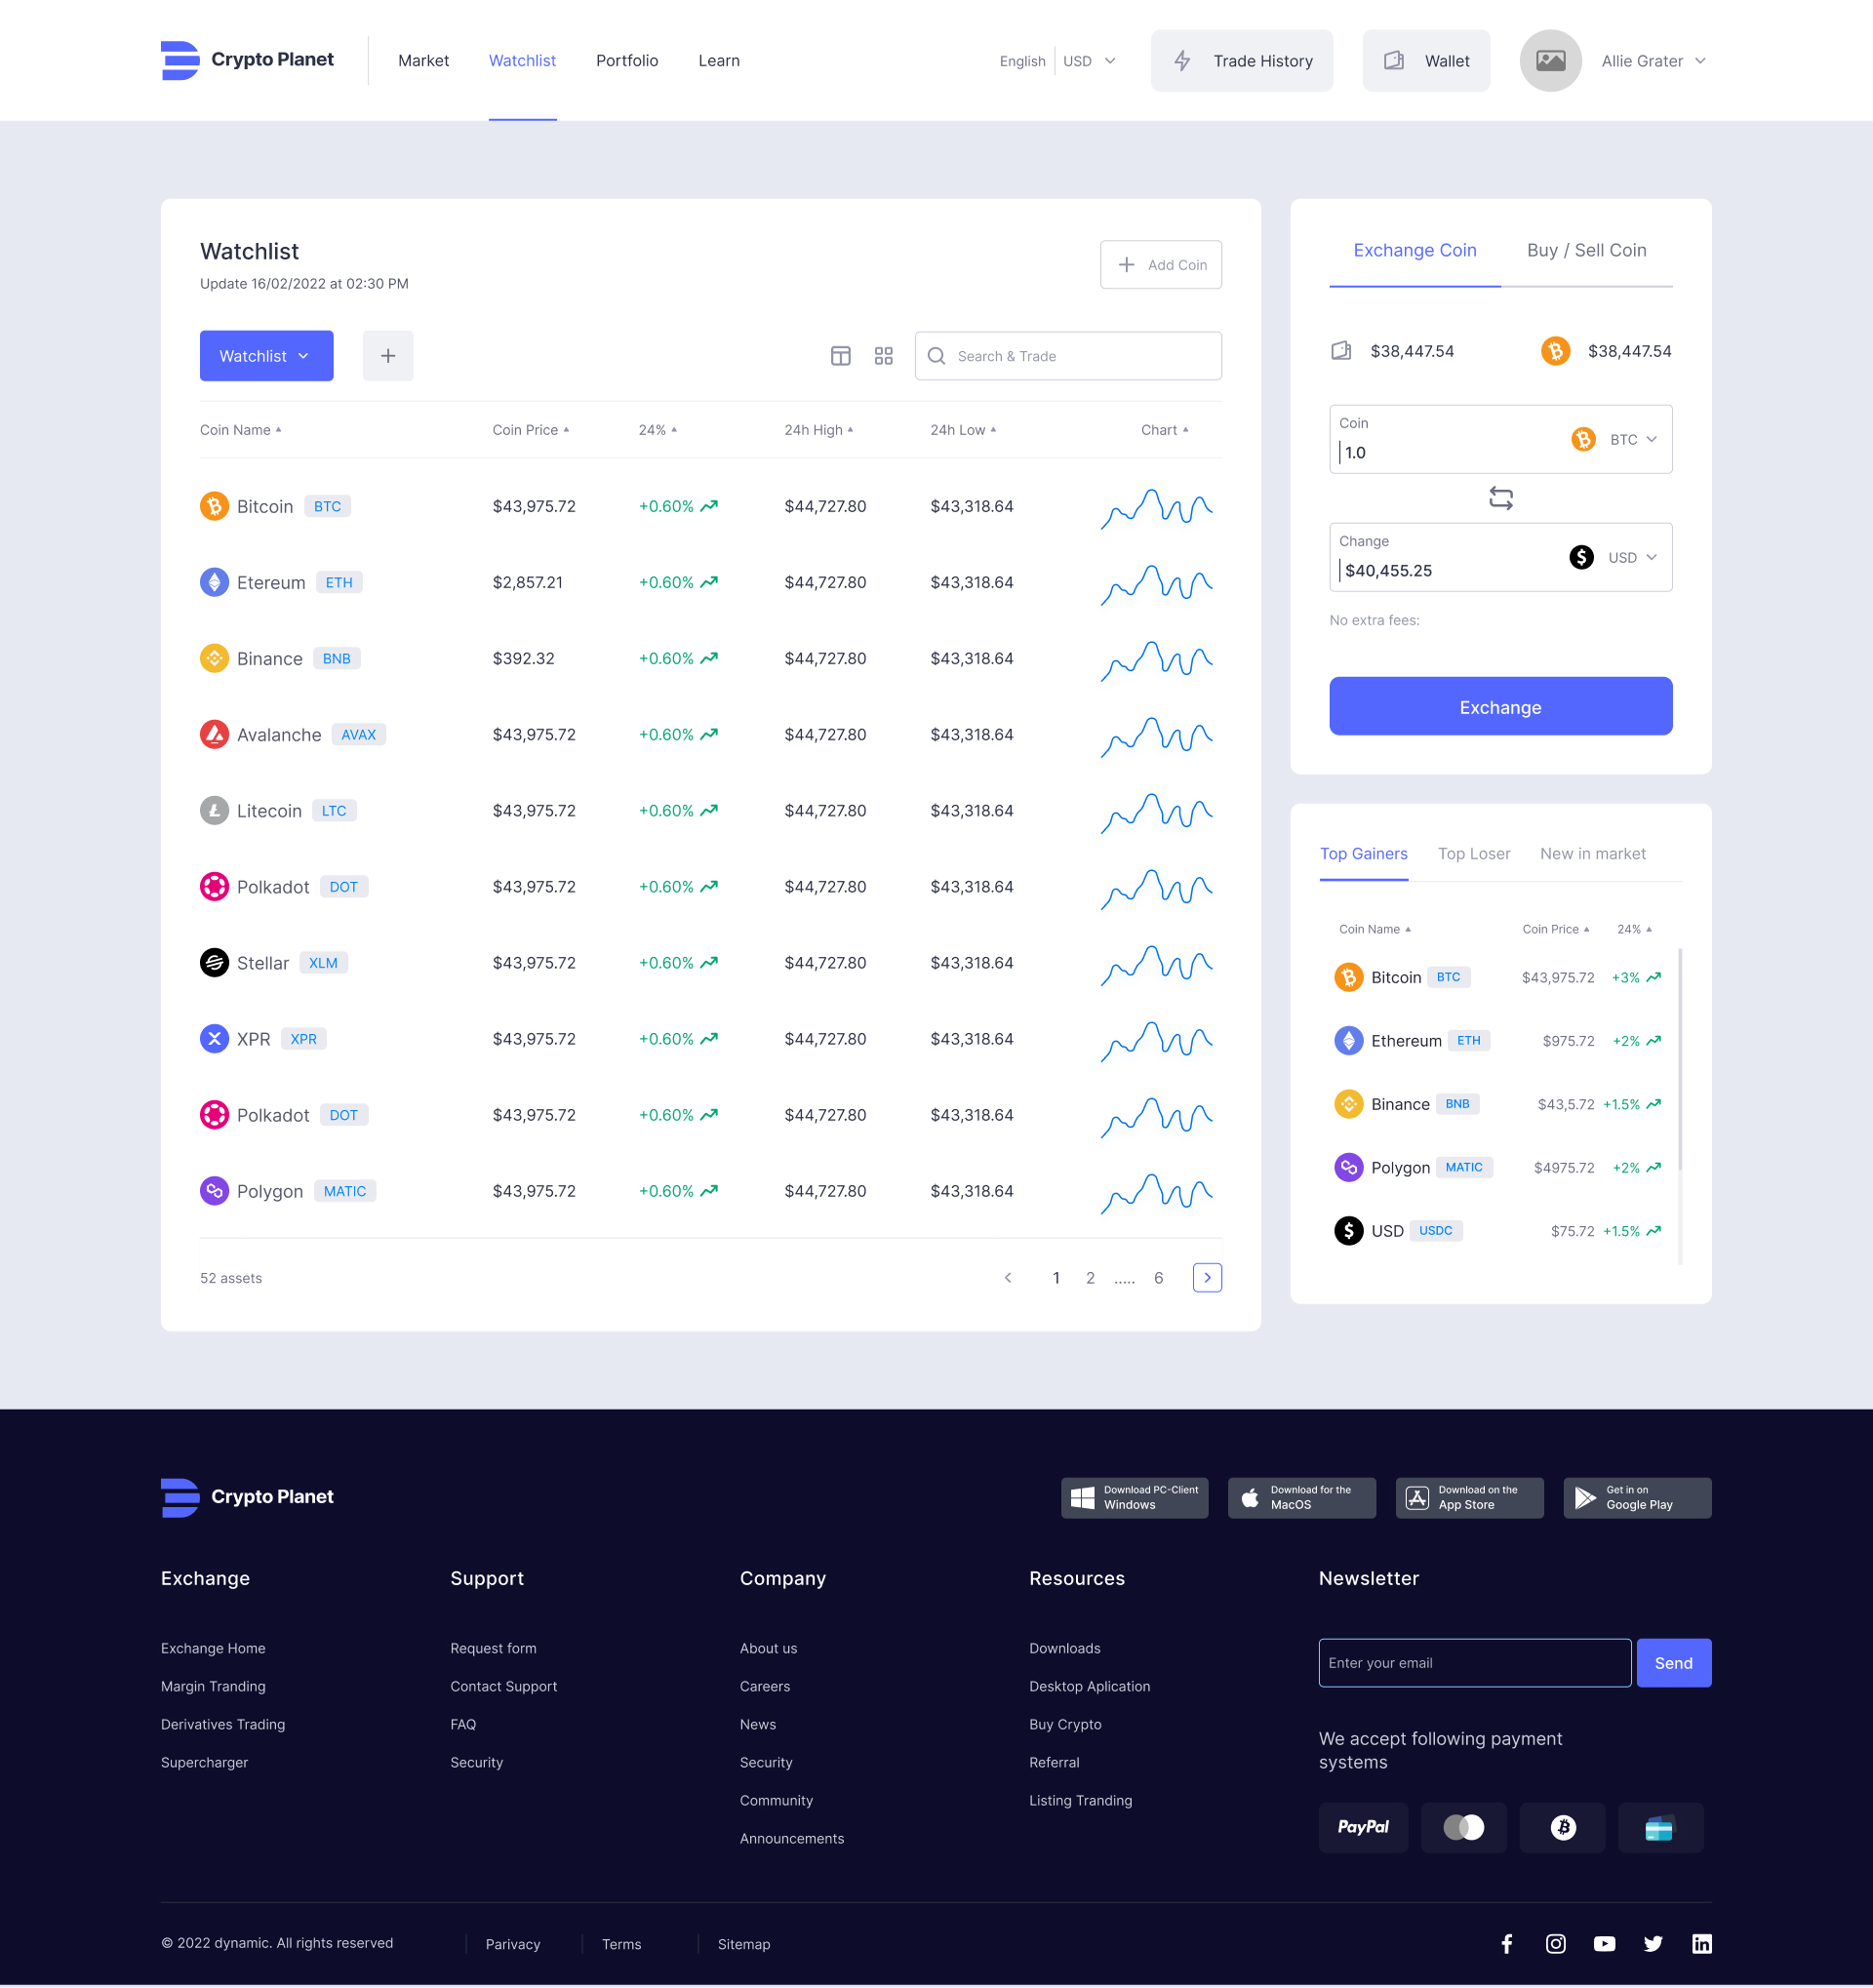 Crypto Planet
Market Watchlist Portfolio Learn English USD Trade History Wallet Allie Grater
Watchlist
Update 16/02/2022 at 02:30 PM
Add Coin
Watchlist
Search & Trade
Coin Name Coin Price 24% 24h High 24h Low Chart
Bitcoin BTC $43,975.72 +0.60% $44,727.80 $43,318.64
Etereum ETH $2,857.21 +0.60% $44,727.80 $43,318.64
Binance BNB $392.32 +0.60% $44,727.80 $43,318.64
Avalanche AVAX $43,975.72 +0.60% $44,727.80 $43,318.64
Litecoin LTC $43,975.72 +0.60% $44,727.80 $43,318.64
Polkadot DOT $43,975.72 +0.60% $44,727.80 $43,318.64
Stellar XLM $43,975.72 +0.60% $44,727.80 $43,318.64
XPR XPR $43,975.72 +0.60% $44,727.80 $43,318.64
Polkadot DOT $43,975.72 +0.60% $44,727.80 $43,318.64
Polygon MATIC $43,975.72 +0.60% $44,727.80 $43,318.64
52 assets 1 2 ..... 6
Exchange Coin Buy / Sell Coin
$38,447.54 $38,447.54
Coin
1.0 BTC
Change
$40,455.25 USD
No extra fees:
Exchange
Top Gainers Top Loser New in market
Coin Name Coin Price 24%
Bitcoin BTC $43,975.72 +3%
Ethereum ETH $975.72 +2%
Binance BNB $43,5.72 +1.5%
Polygon MATIC $4975.72 +2%
USD USDC $75.72 +1.5%
Crypto Planet
Download PC-Client
Windows
Download for the
MacOS
Download on the
App Store
Get in on
Google Play
Exchange
Exchange Home
Margin Tranding
Derivatives Trading
Supercharger
Support
Request form
Contact Support
FAQ
Security
Company
About us
Careers
News
Security
Community
Announcements
Resources
Downloads
Desktop Aplication
Buy Crypto
Referral
Listing Tranding
Newsletter
Enter your email Send
We accept following payment
systems
PayPal
© 2022 dynamic. All rights reserved Parivacy Terms Sitemap